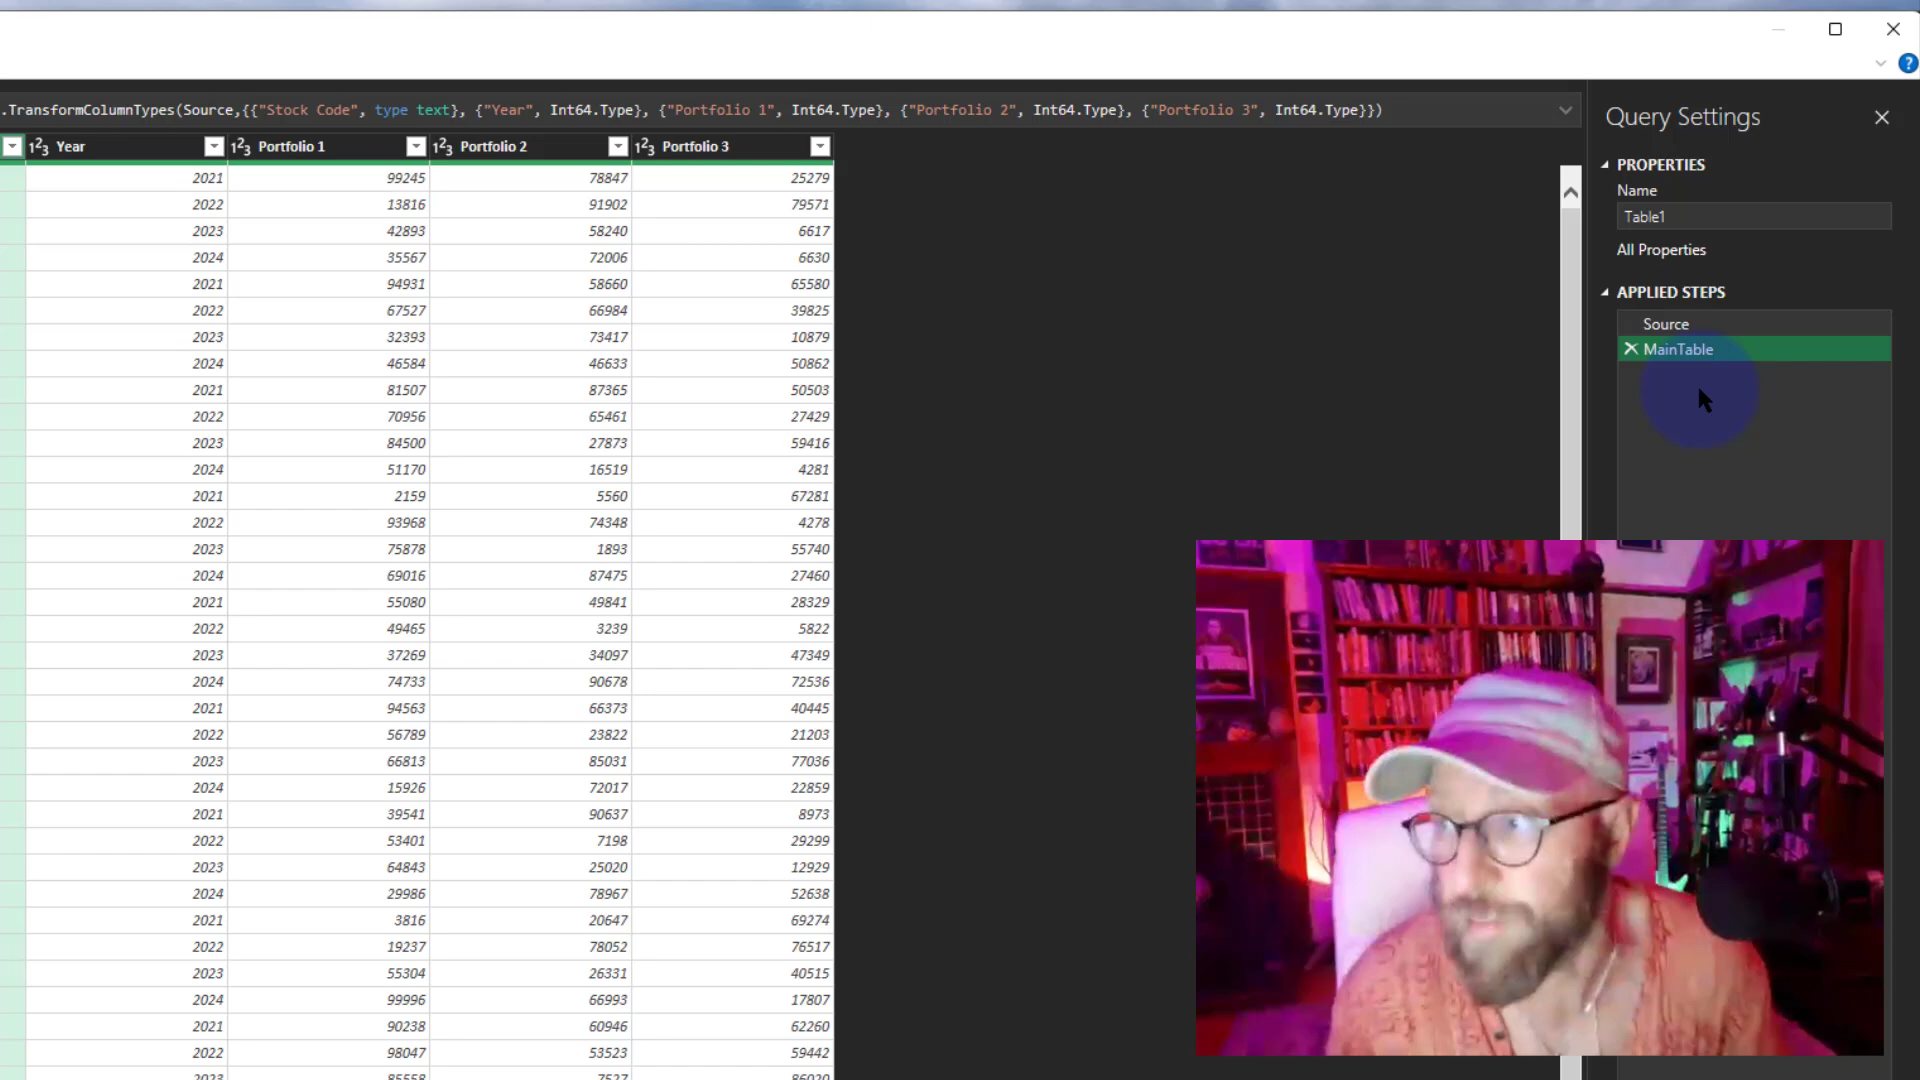 ?
.TransformColumnTypes(Source,{{"Stock Code", type text}, {"Year", Int64.Type}, {"Portfolio 1", Int64.Type}, {"Portfolio 2", Int64.Type}, {"Portfolio 3", Int64.Type}})
123 Year 123 Portfolio 1 123 Portfolio 2 123 Portfolio 3
2021 99245 78847 25279
2022 13816 91902 79571
2023 42893 58240 6617
2024 35567 72006 6630
2021 94931 58660 65580
2022 67527 66984 39825
2023 32393 73417 10879
2024 46584 46633 50862
2021 81507 87365 50503
2022 70956 65461 27429
2023 84500 27873 59416
2024 51170 16519 4281
2021 2159 5560 67281
2022 93968 74348 4278
2023 75878 1893 55740
2024 69016 87475 27460
2021 55080 49841 28329
2022 49465 3239 5822
2023 37269 34097 47349
2024 74733 90678 72536
2021 94563 66373 40445
2022 56789 23822 21203
2023 66813 85031 77036
2024 15926 72017 22859
2021 39541 90637 8973
2022 53401 7198 29299
2023 64843 25020 12929
2024 29986 78967 52638
2021 3816 20647 69274
2022 19237 78052 76517
2023 55304 26331 40515
2024 99996 66993 17807
2021 90238 60946 62260
2022 98047 53523 59442
2023 85558 7527 86020
Query Settings
PROPERTIES
Name
Table1
All Properties
APPLIED STEPS
Source
MainTable